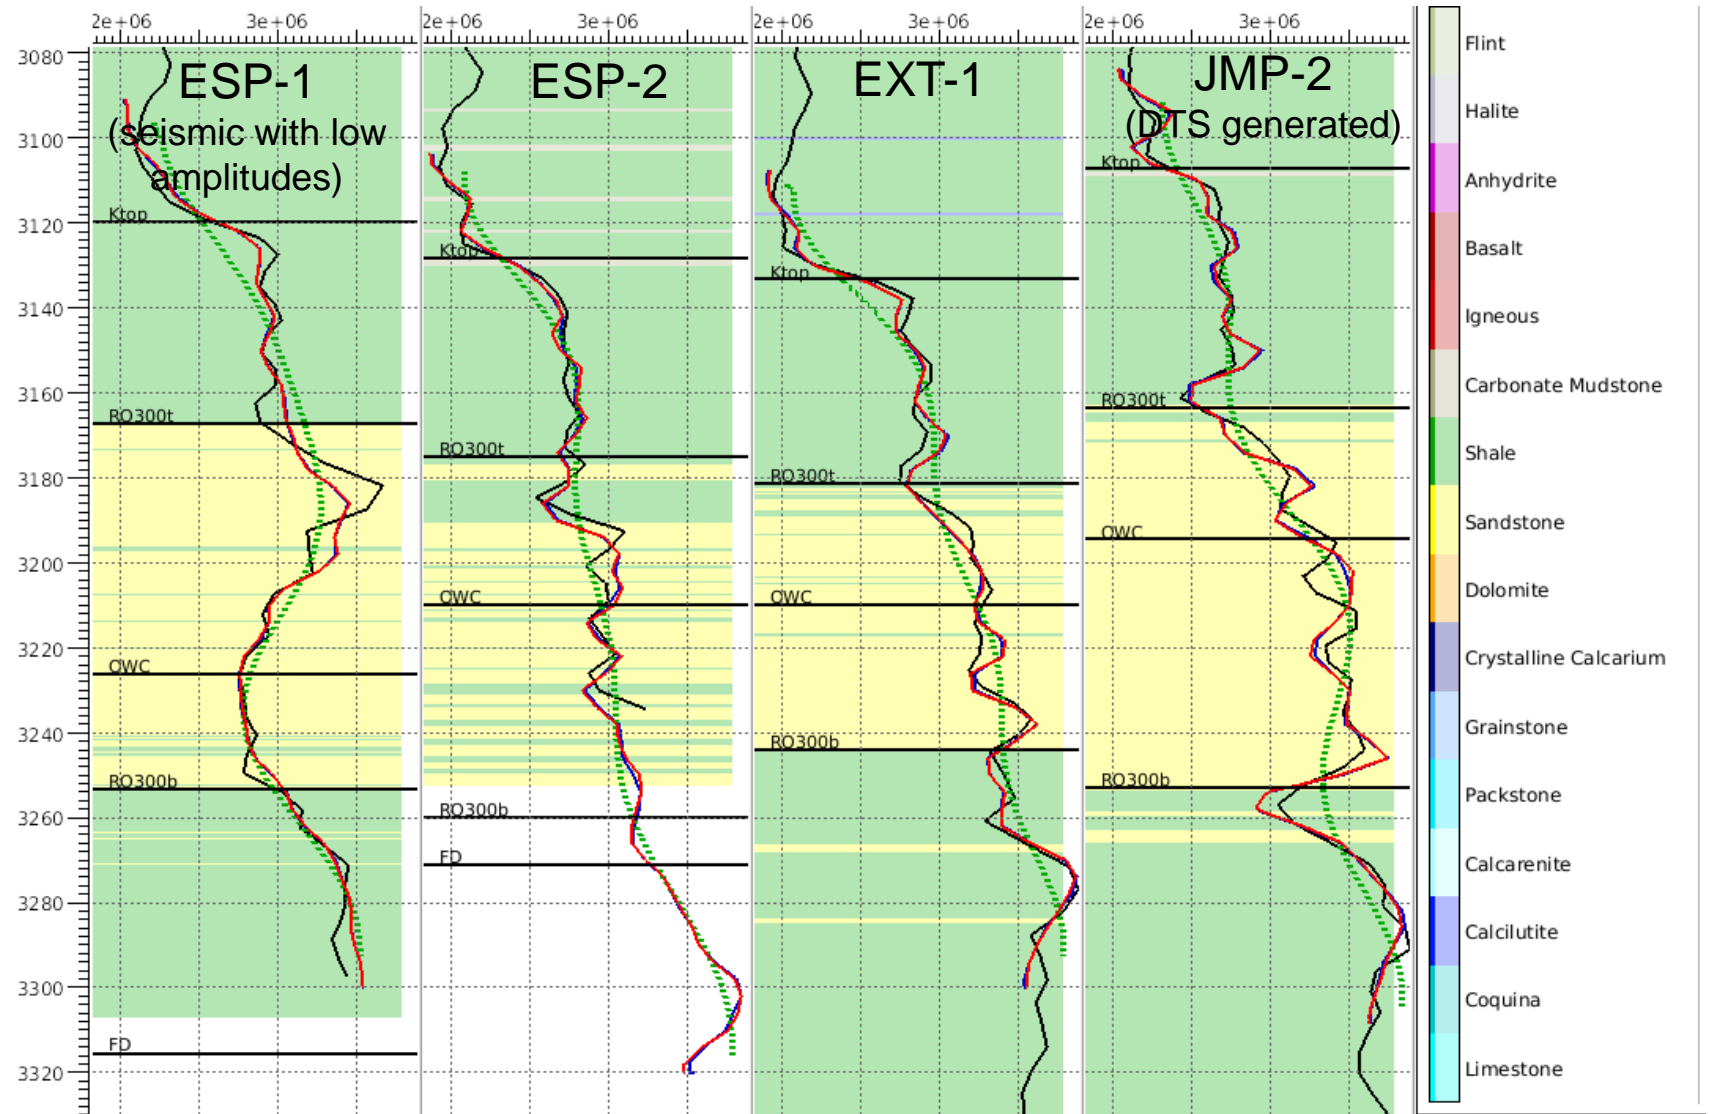 2e+06 3e+06 2e+06 3e+06 2e+06 3e+06 2e+06 3e+06
3080
3100
3120
3140
3160
3180
3200
3220
3240
3260
3280
3300
3320
ESP-1
(seismic with low
amplitudes)
Ktop
RO300t
OWC
RO300b
FD
ESP-2
Ktop
RO300t
OWC
RO300b
FD
EXT-1
Ktop
RO300t
OWC
RO300b
JMP-2
(DTS generated)
Ktop
RO300t
OWC
RO300b
Flint
Halite
Anhydrite
Basalt
Igneous
Carbonate Mudstone
Shale
Sandstone
Dolomite
Crystalline Calcarium
Grainstone
Packstone
Calcarenite
Calcilutite
Coquina
Limestone